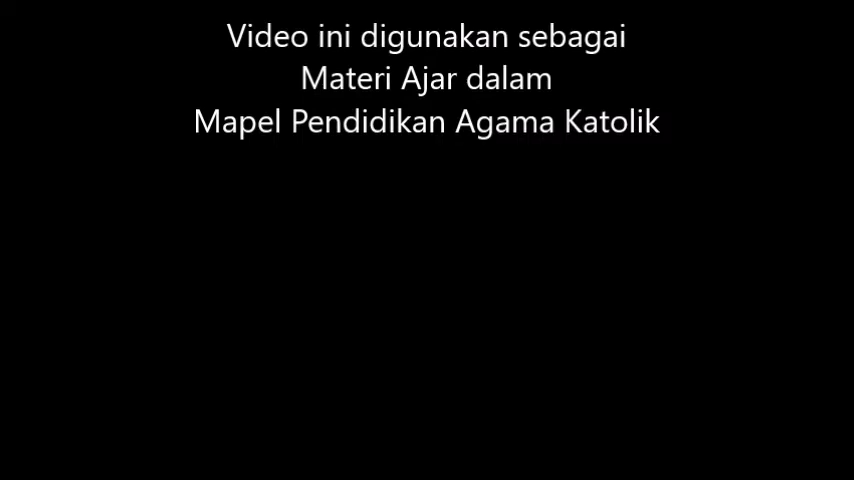 Video ini digunakan sebagai
Materi Ajar dalam
Mapel Pendidikan Agama Katolik